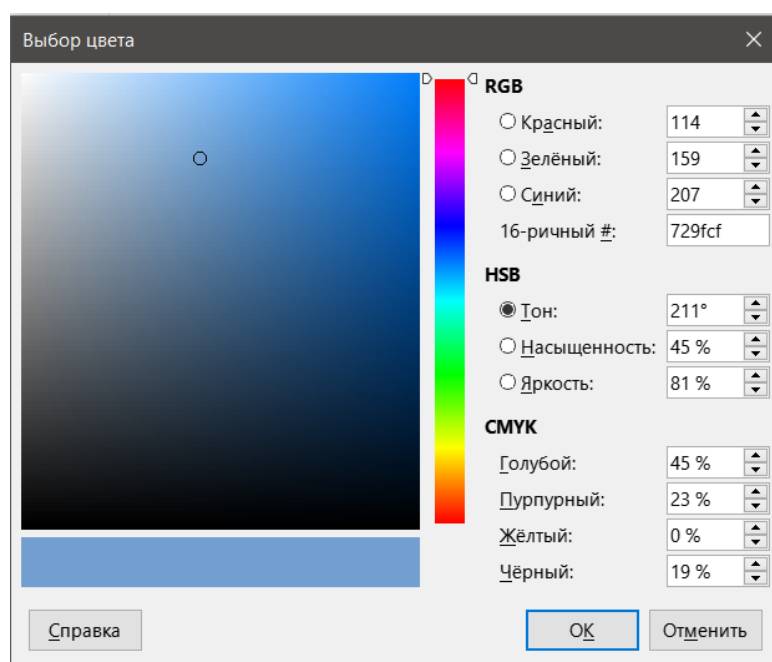 Выбор цвета
RGB
Красный: 114
Зелёный: 159
Синий: 207
16-ричный #: 729fcf
HSB
Тон: 211°
Насыщенность: 45 %
Яркость: 81 %
CMYK
Голубой: 45 %
Пурпурный: 23 %
Жёлтый: 0 %
Чёрный: 19 %
Справка OK Отменить